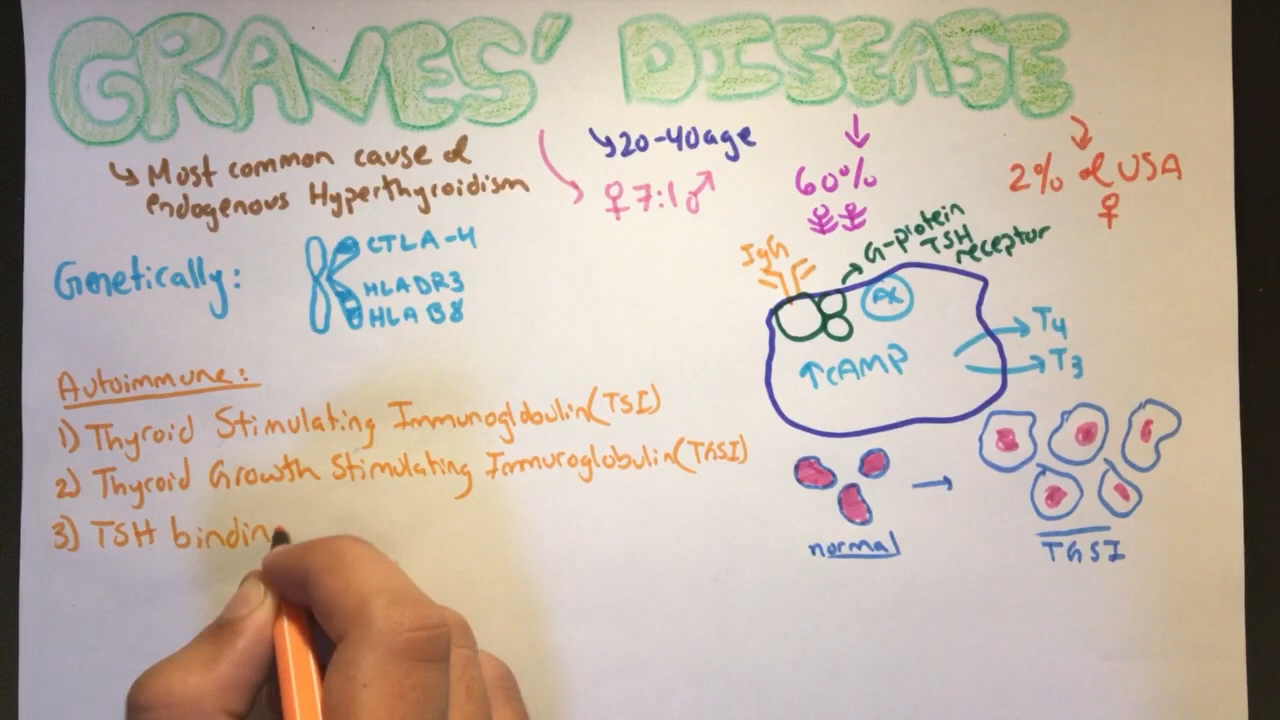 GRAVES' DISEASE
↳ Most common cause of
endogenous Hyperthyroidism
↳ 20-40 age
♀ 7:1 ♂
60%
2% of USA
♀
Genetically:
CTLA-4
HLA DR3
HLA B8
IgG
G-protein
TSH
receptor
AC
↑cAMP
T4
T3
Autoimmune:
1) Thyroid Stimulating Immunoglobulin (TSI)
2) Thyroid Growth Stimulating Immunoglobulin (TGSI)
3) TSH bindin
normal
TGSI